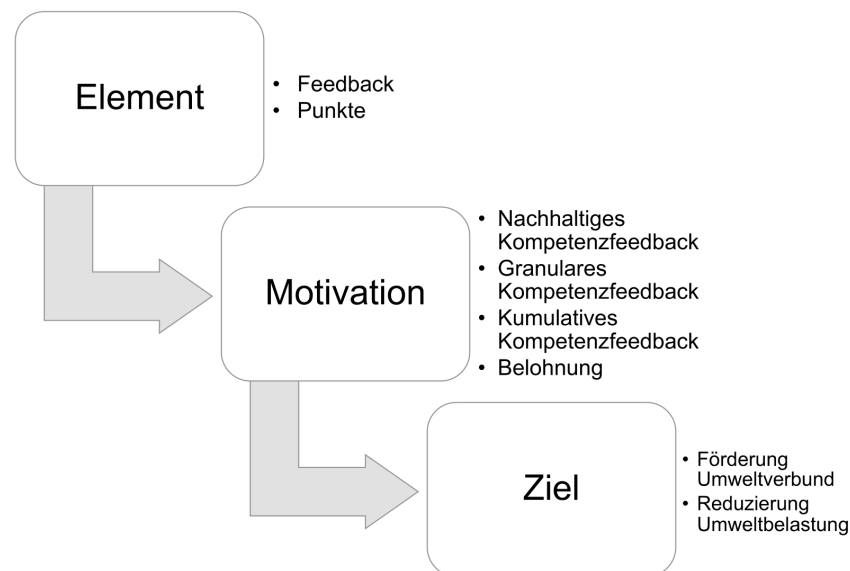 Element
• Feedback
• Punkte
Motivation
• Nachhaltiges
Kompetenzfeedback
• Granulares
Kompetenzfeedback
• Kumulatives
Kompetenzfeedback
• Belohnung
Ziel
• Förderung
Umweltverbund
• Reduzierung
Umweltbelastung